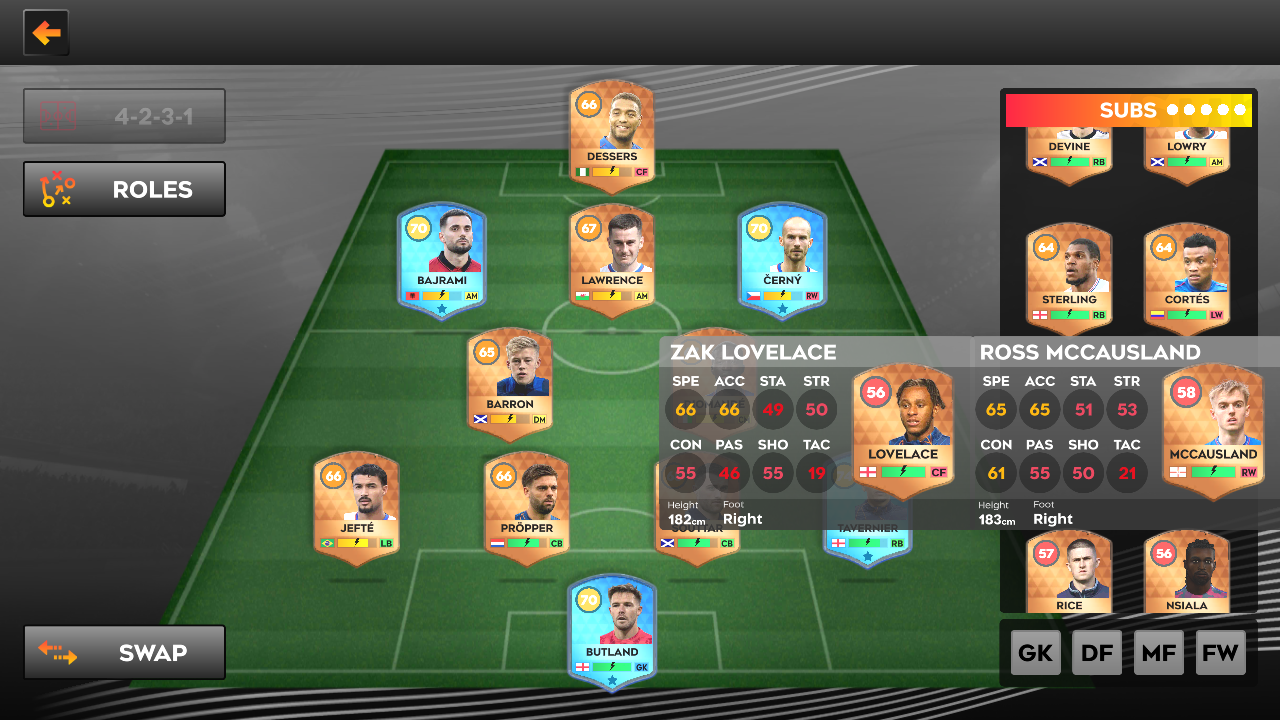 4-2-3-1
ROLES
SWAP
66
DESSERS
CF
70
BAJRAMI
AM
67
LAWRENCE
AM
70
ČERNÝ
RW
65
BARRON
DM
66
JEFTÉ
LB
66
PRÖPPER
CB
CB
TAVERNIER
RB
70
BUTLAND
GK
SUBS
DEVINE
RB
LOWRY
AM
64
STERLING
RB
64
CORTÉS
LW
ZAK LOVELACE
SPE ACC STA STR
66 66 49 50
CON PAS SHO TAC
55 46 55 19
Height Foot
182cm Right
56
LOVELACE
CF
ROSS MCCAUSLAND
SPE ACC STA STR
65 65 51 53
CON PAS SHO TAC
61 55 50 21
Height Foot
183cm Right
58
MCCAUSLAND
RW
57
RICE
56
NSIALA
GK DF MF FW